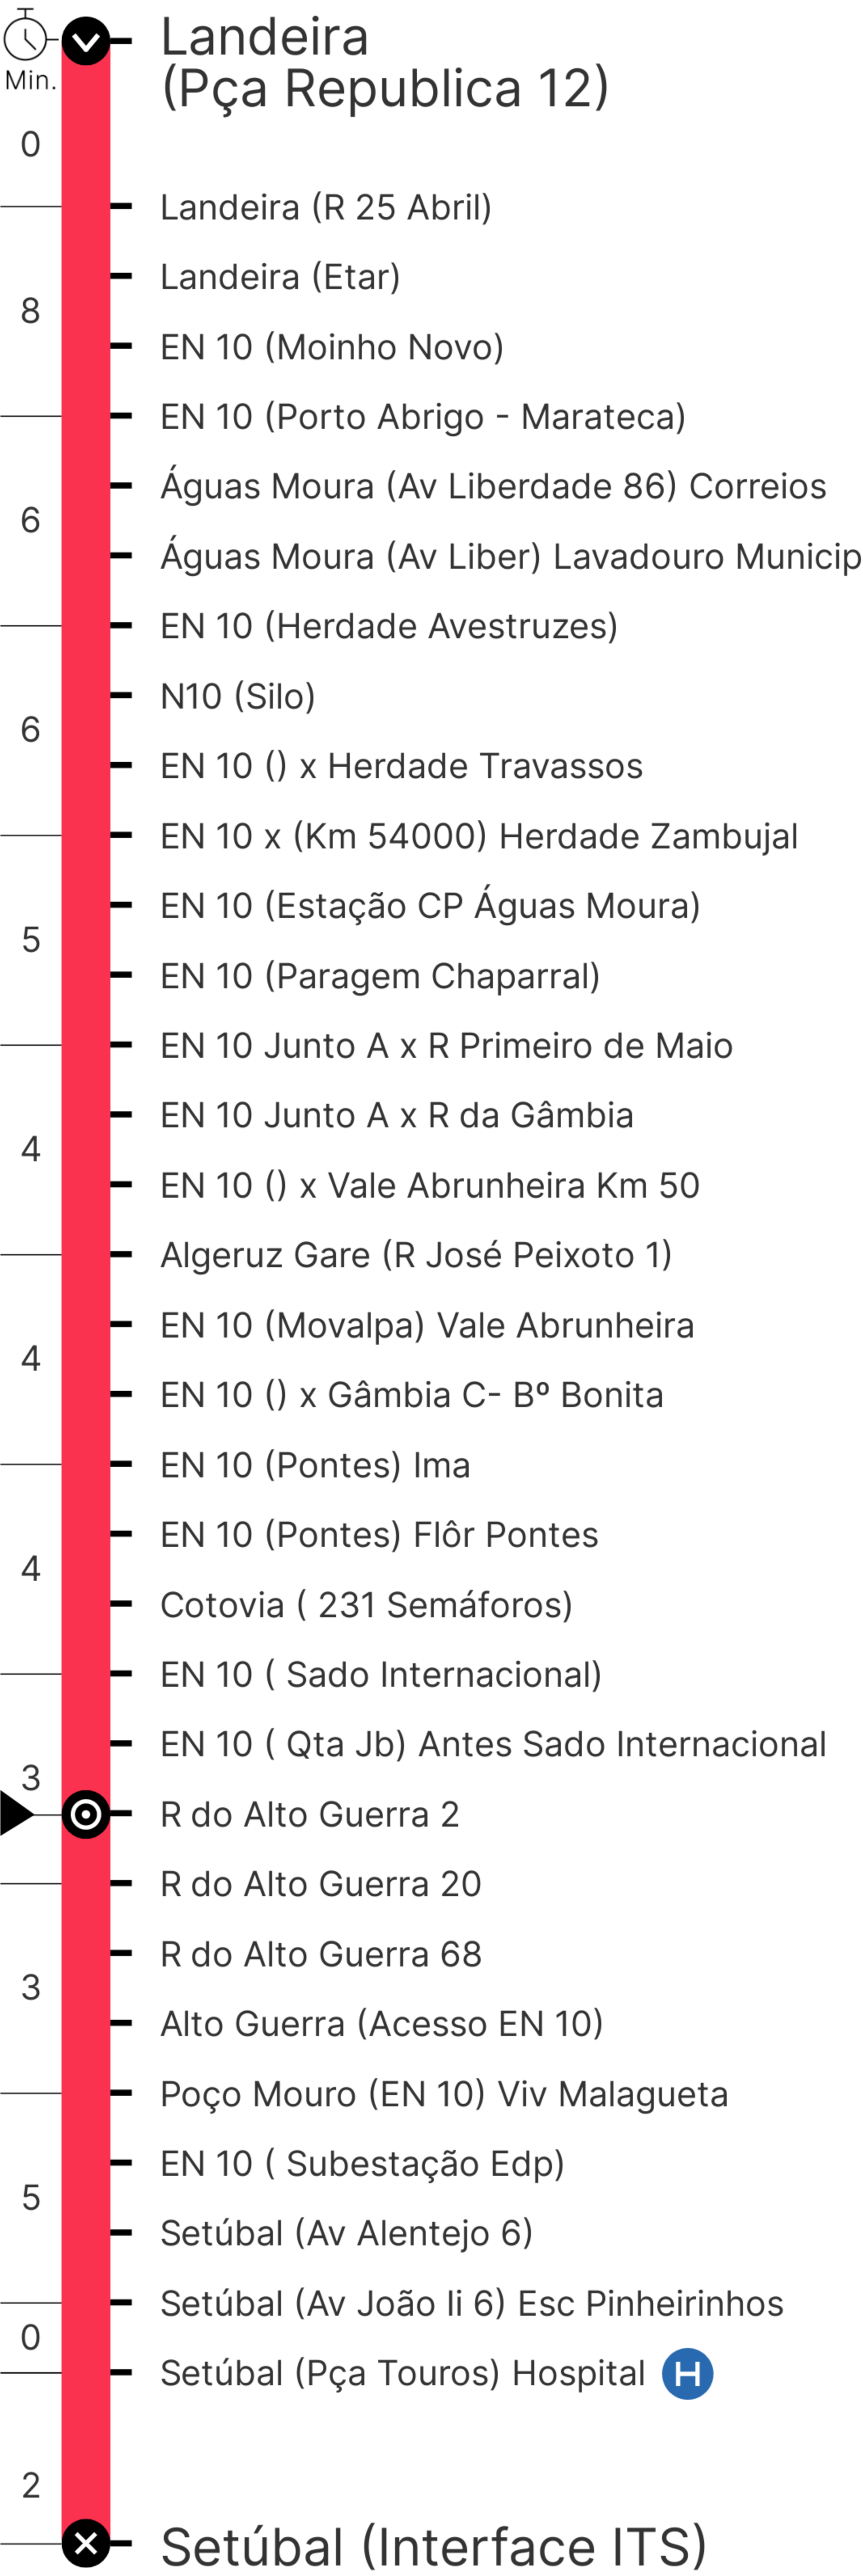 Landeira
Min.
(Pça Republica 12)
0
Landeira (R 25 Abril)
Landeira (Etar)
8
EN 10 (Moinho Novo)
EN 10 (Porto Abrigo - Marateca)
Águas Moura (Av Liberdade 86) Correios
6
Águas Moura (Av Liber) Lavadouro Municip
EN 10 (Herdade Avestruzes)
N10 (Silo)
6
EN 10 () x Herdade Travassos
EN 10 x (Km 54000) Herdade Zambujal
EN 10 (Estação CP Águas Moura)
5
EN 10 (Paragem Chaparral)
EN 10 Junto A x R Primeiro de Maio
EN 10 Junto A x R da Gâmbia
4
EN 10 () x Vale Abrunheira Km 50
Algeruz Gare (R José Peixoto 1)
EN 10 (Movalpa) Vale Abrunheira
4
EN 10 () x Gâmbia C- Bº Bonita
EN 10 (Pontes) Ima
EN 10 (Pontes) Flôr Pontes
4
Cotovia ( 231 Semáforos)
EN 10 ( Sado Internacional)
EN 10 ( Qta Jb) Antes Sado Internacional
3
R do Alto Guerra 2
R do Alto Guerra 20
R do Alto Guerra 68
3
Alto Guerra (Acesso EN 10)
Poço Mouro (EN 10) Viv Malagueta
EN 10 ( Subestação Edp)
5
Setúbal (Av Alentejo 6)
Setúbal (Av João Ii 6) Esc Pinheirinhos
0
Setúbal (Pça Touros) Hospital H
2
Setúbal (Interface ITS)